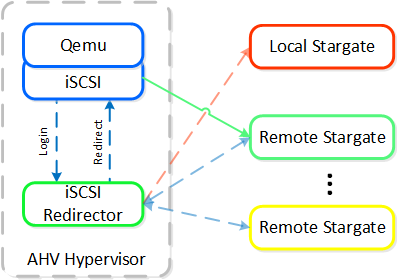 Qemu
iSCSI
Login
Redirect
iSCSI
Redirector
AHV Hypervisor
Local Stargate
Remote Stargate
Remote Stargate